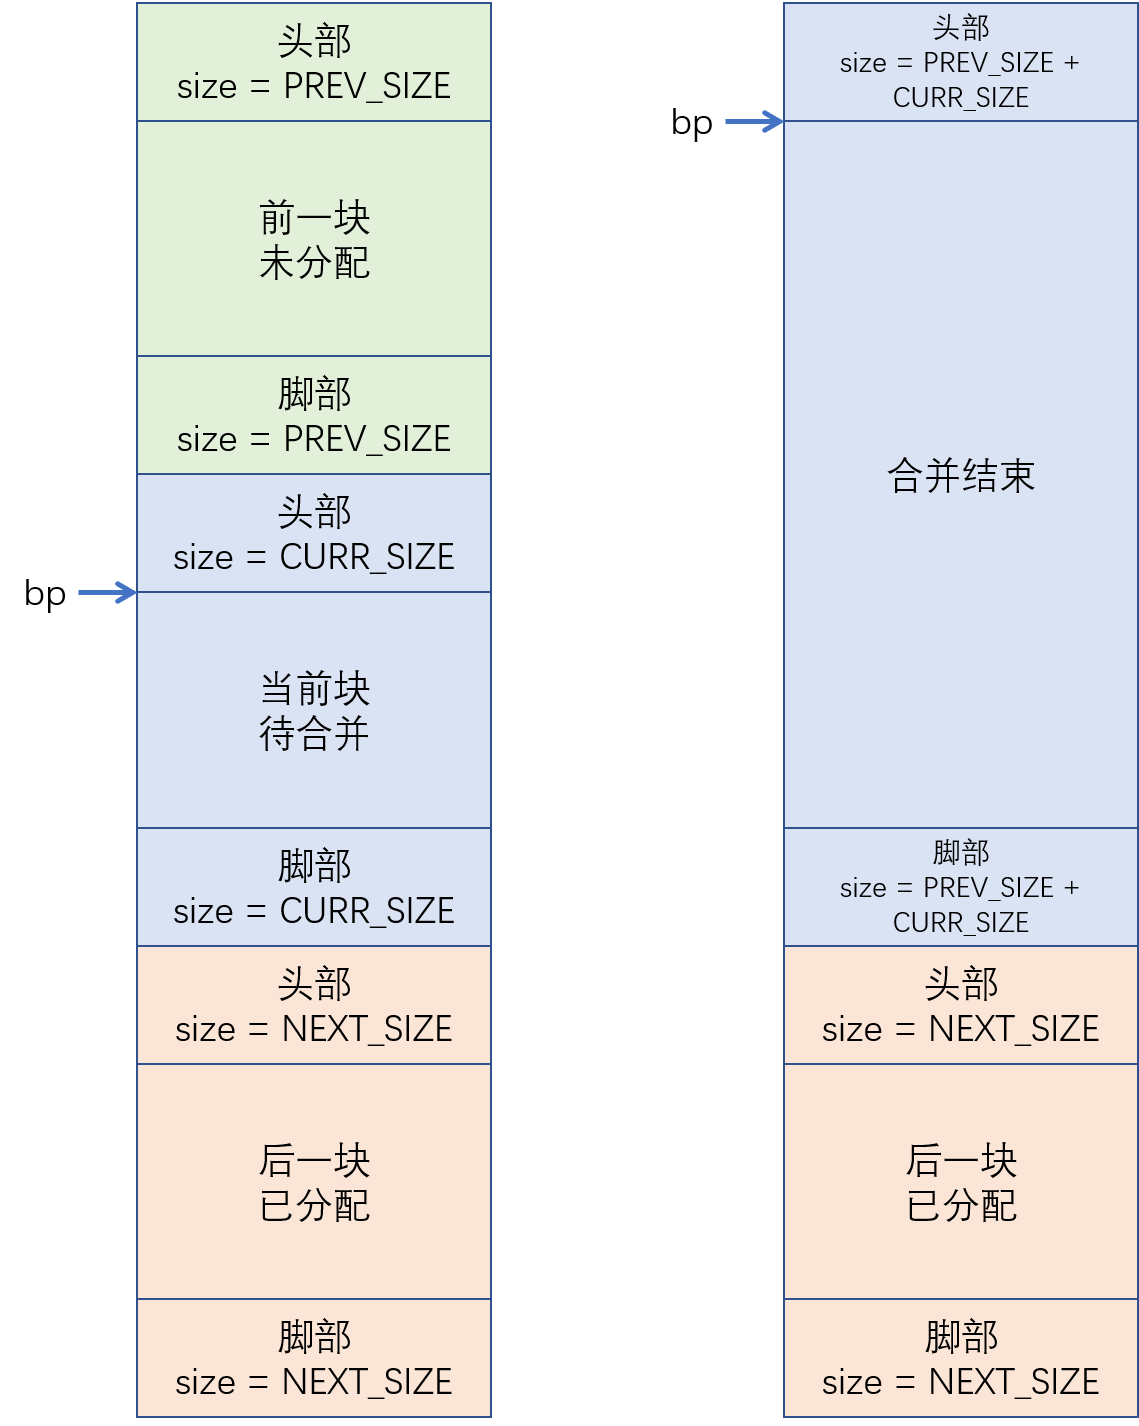 头部
size = PREV_SIZE
前一块
未分配
脚部
size = PREV_SIZE
头部
size = CURR_SIZE
bp
当前块
待合并
脚部
size = CURR_SIZE
头部
size = NEXT_SIZE
后一块
已分配
脚部
size = NEXT_SIZE
头部
size = PREV_SIZE +
CURR_SIZE
bp
合并结束
脚部
size = PREV_SIZE +
CURR_SIZE
头部
size = NEXT_SIZE
后一块
已分配
脚部
size = NEXT_SIZE